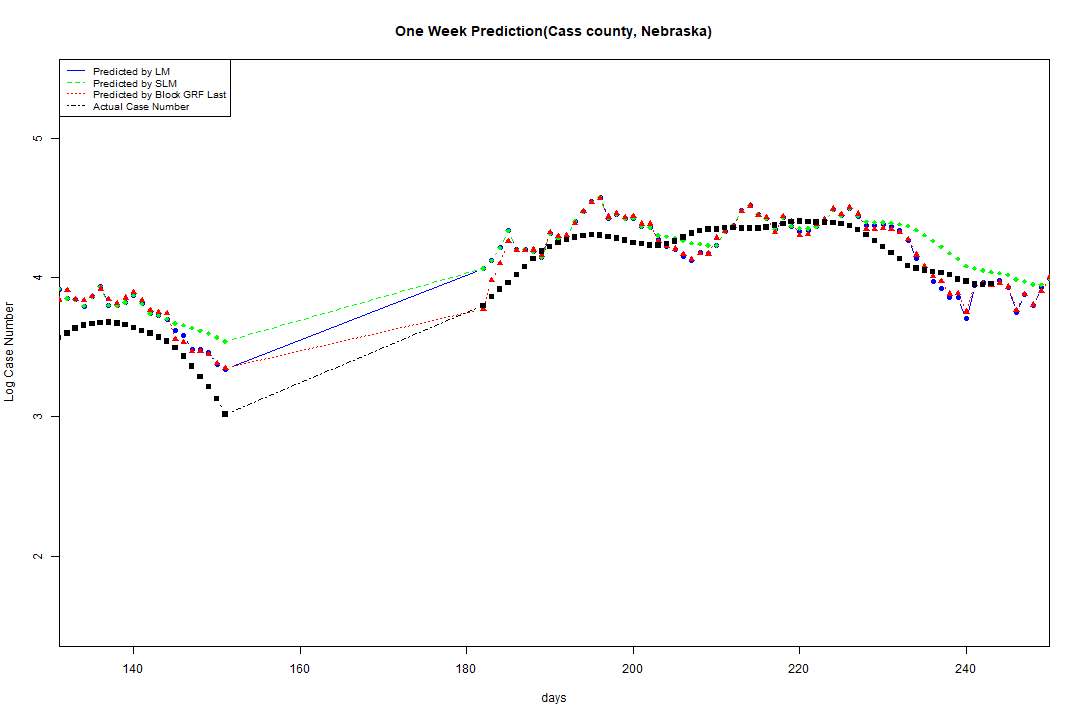 One Week Prediction(Cass county, Nebraska)
Predicted by LM
Predicted by SLM
Predicted by Block GRF Last
Actual Case Number
5
4
3
2
Log Case Number
140 160 180 200 220 240
days